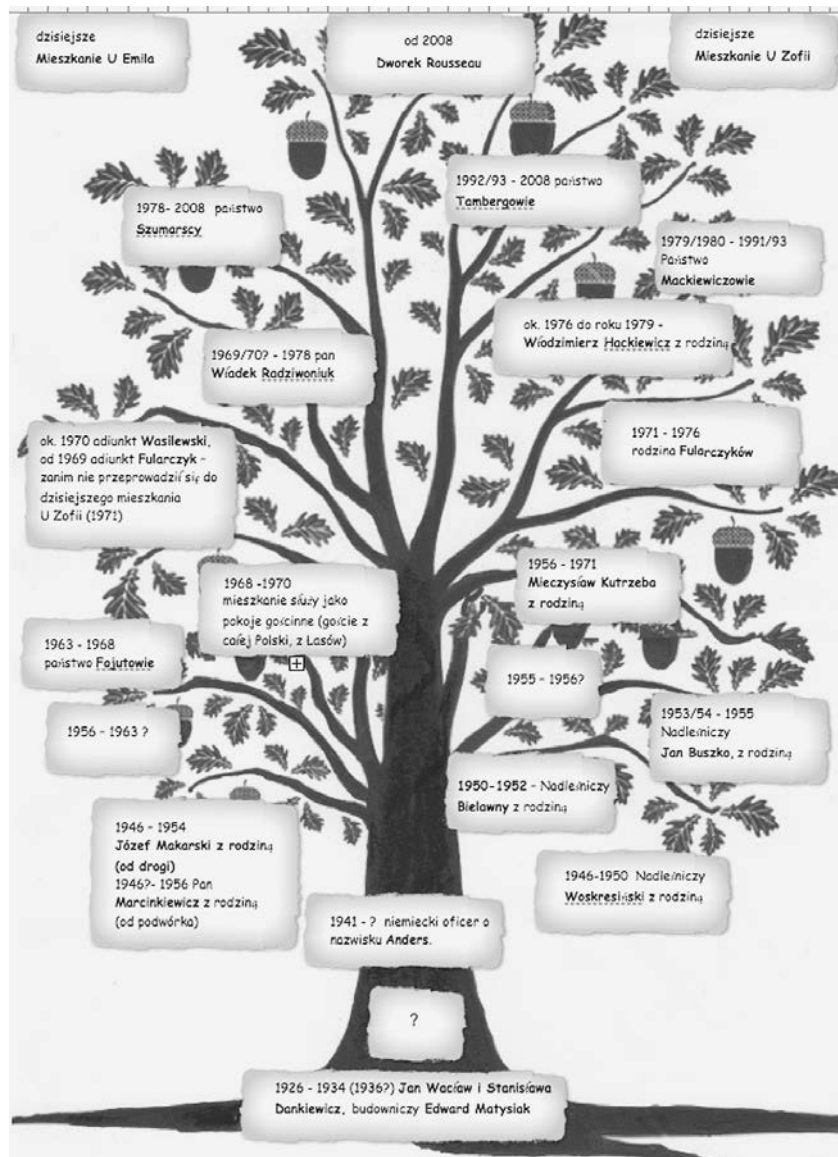 dzisiejsze
Mieszkanie U Emila
od 2008
Dworek Rousseau
dzisiejsze
Mieszkanie U Zofii
1992/93 - 2008 państwo
Tambergowie
1978- 2008 państwo
Szumarscy
1979/1980 - 1991/93
Państwo
Mackiewiczowie
ok. 1976 do roku 1979 -
Włodzimierz Hackiewicz z rodziną
1969/70? - 1978 pan
Władek Radziwoniuk
1971 - 1976
rodzina Fularczyków
ok. 1970 adiunkt Wasilewski,
od 1969 adiunkt Fularczyk -
zanim nie przeprowadził się do
dzisiejszego mieszkania
U Zofii (1971)
1956 - 1971
Mieczysław Kutrzeba
z rodziną
1968 -1970
mieszkanie służy jako
pokoje gościnne (goście z
całej Polski, z Lasów)
1963 - 1968
państwo Fojutowie
1955 - 1956?
1956 - 1963 ?
1953/54 - 1955
Nadleśniczy
Jan Buszko, z rodziną
1950-1952 - Nadleśniczy
Bielawny z rodziną
1946 - 1954
Józef Makarski z rodziną
(od drogi)
1946?- 1956 Pan
Marcinkiewicz z rodziną
(od podwórka)
1946-1950 Nadleśniczy
Woskresiński z rodziną
1941 - ? niemiecki oficer o
nazwisku Anders.
?
1926 - 1934 (1936?) Jan Wacław i Stanisława
Dankiewicz, budowniczy Edward Matysiak